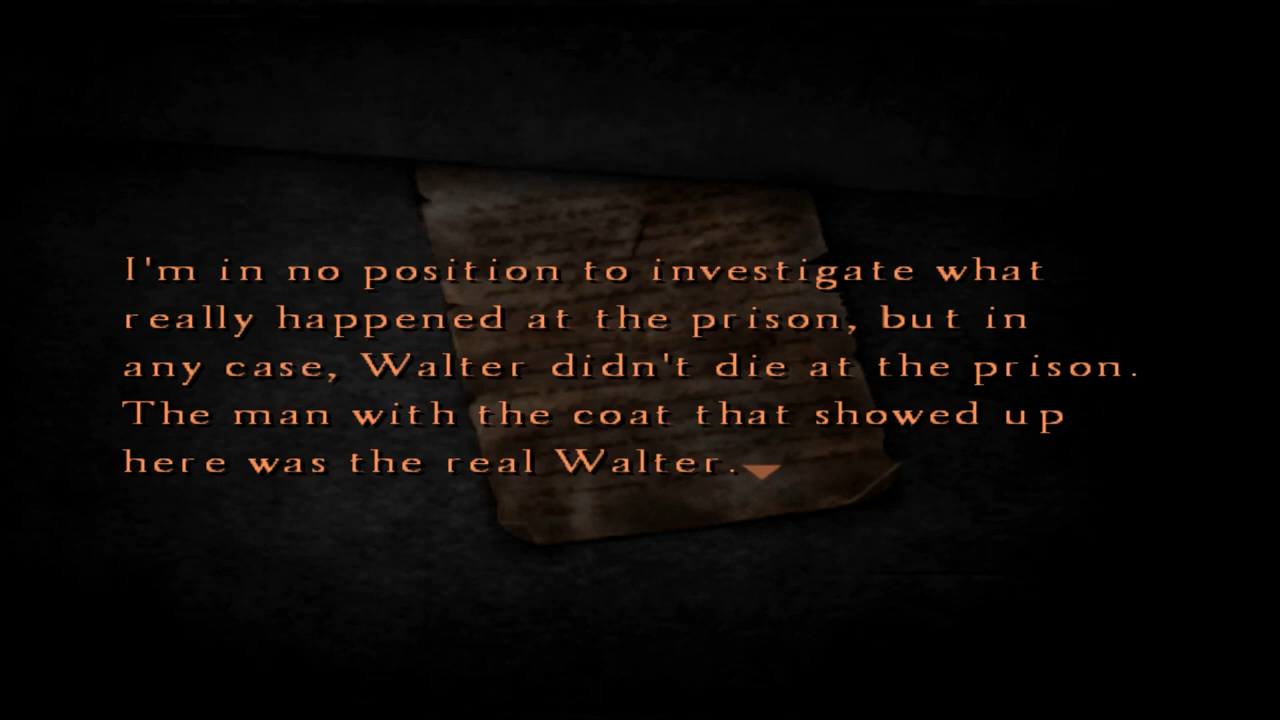 I'm in no position to investigate what
really happened at the prison, but in
any case, Walter didn't die at the prison.
The man with the coat that showed up
here was the real Walter.